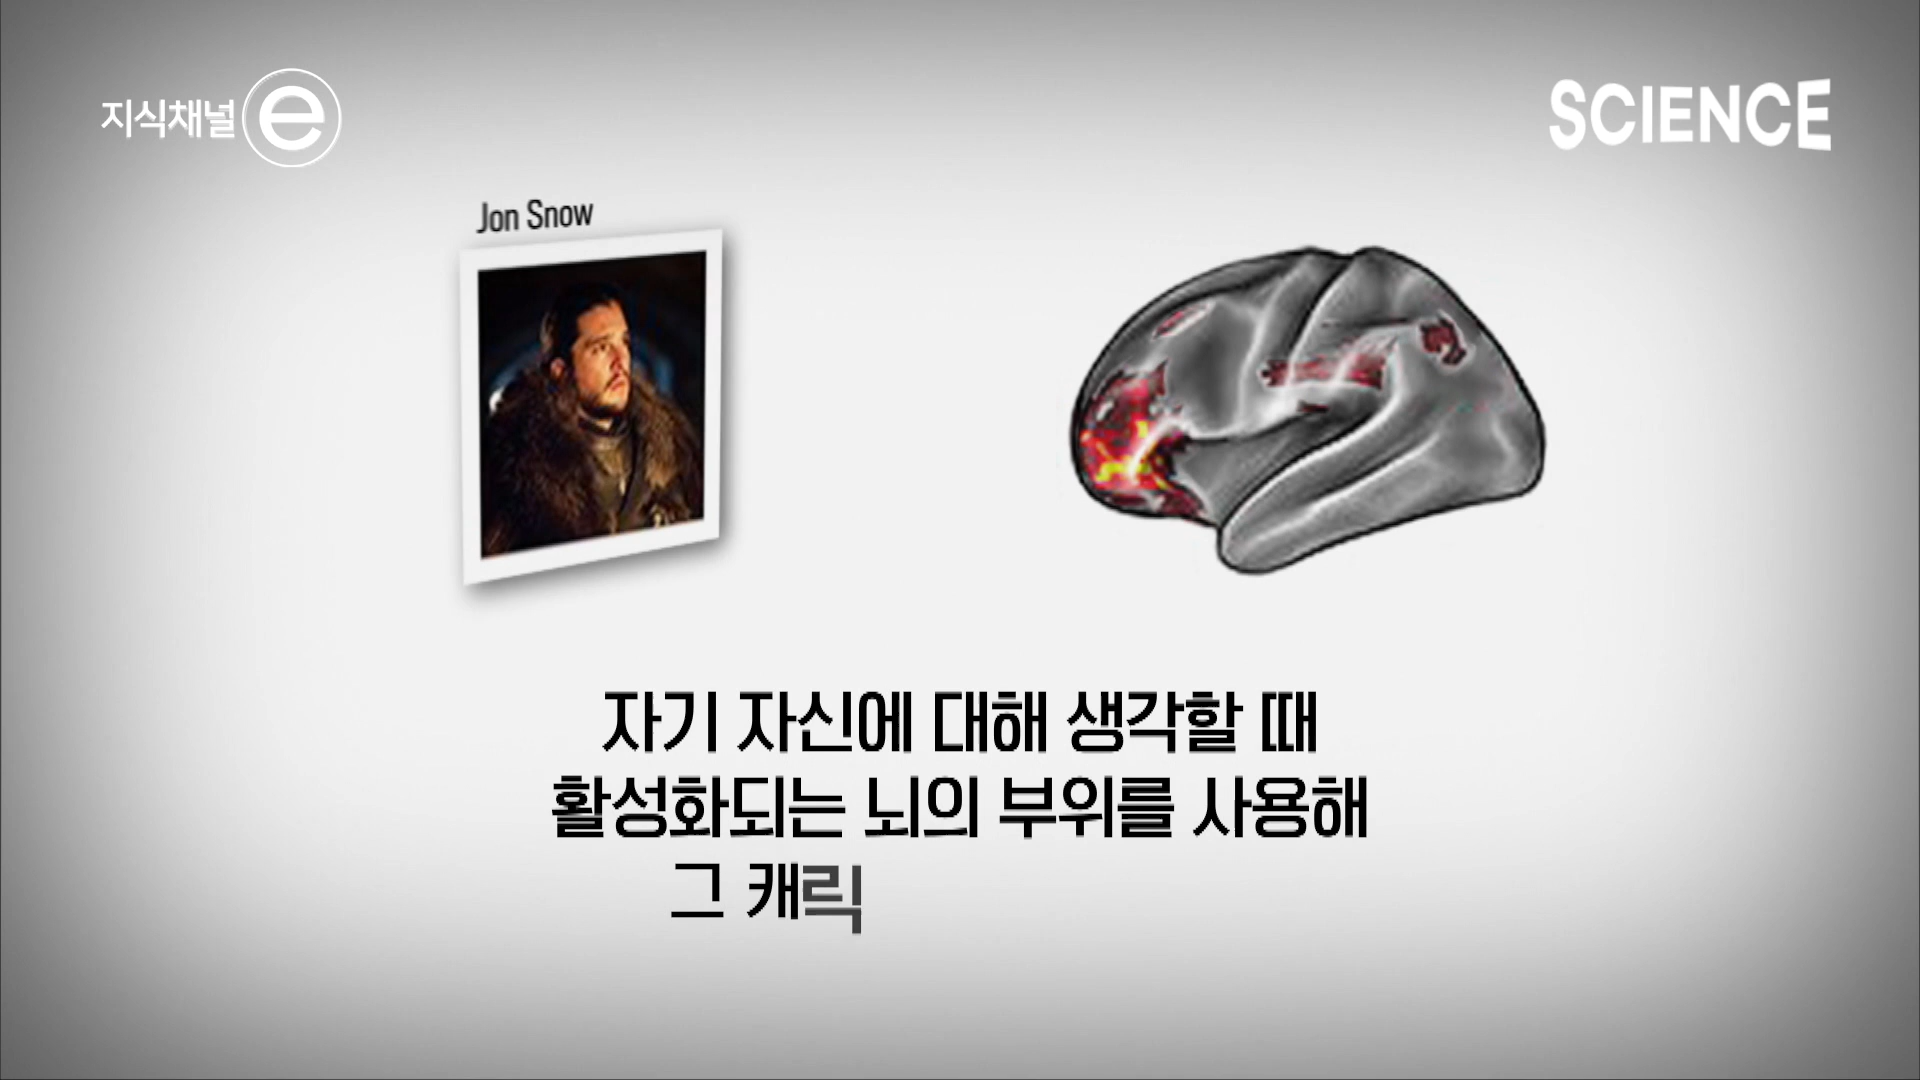 지식채널e
SCIENCE
Jon Snow
자기 자신에 대해 생각할 때
활성화되는 뇌의 부위를 사용해
그 캐릭